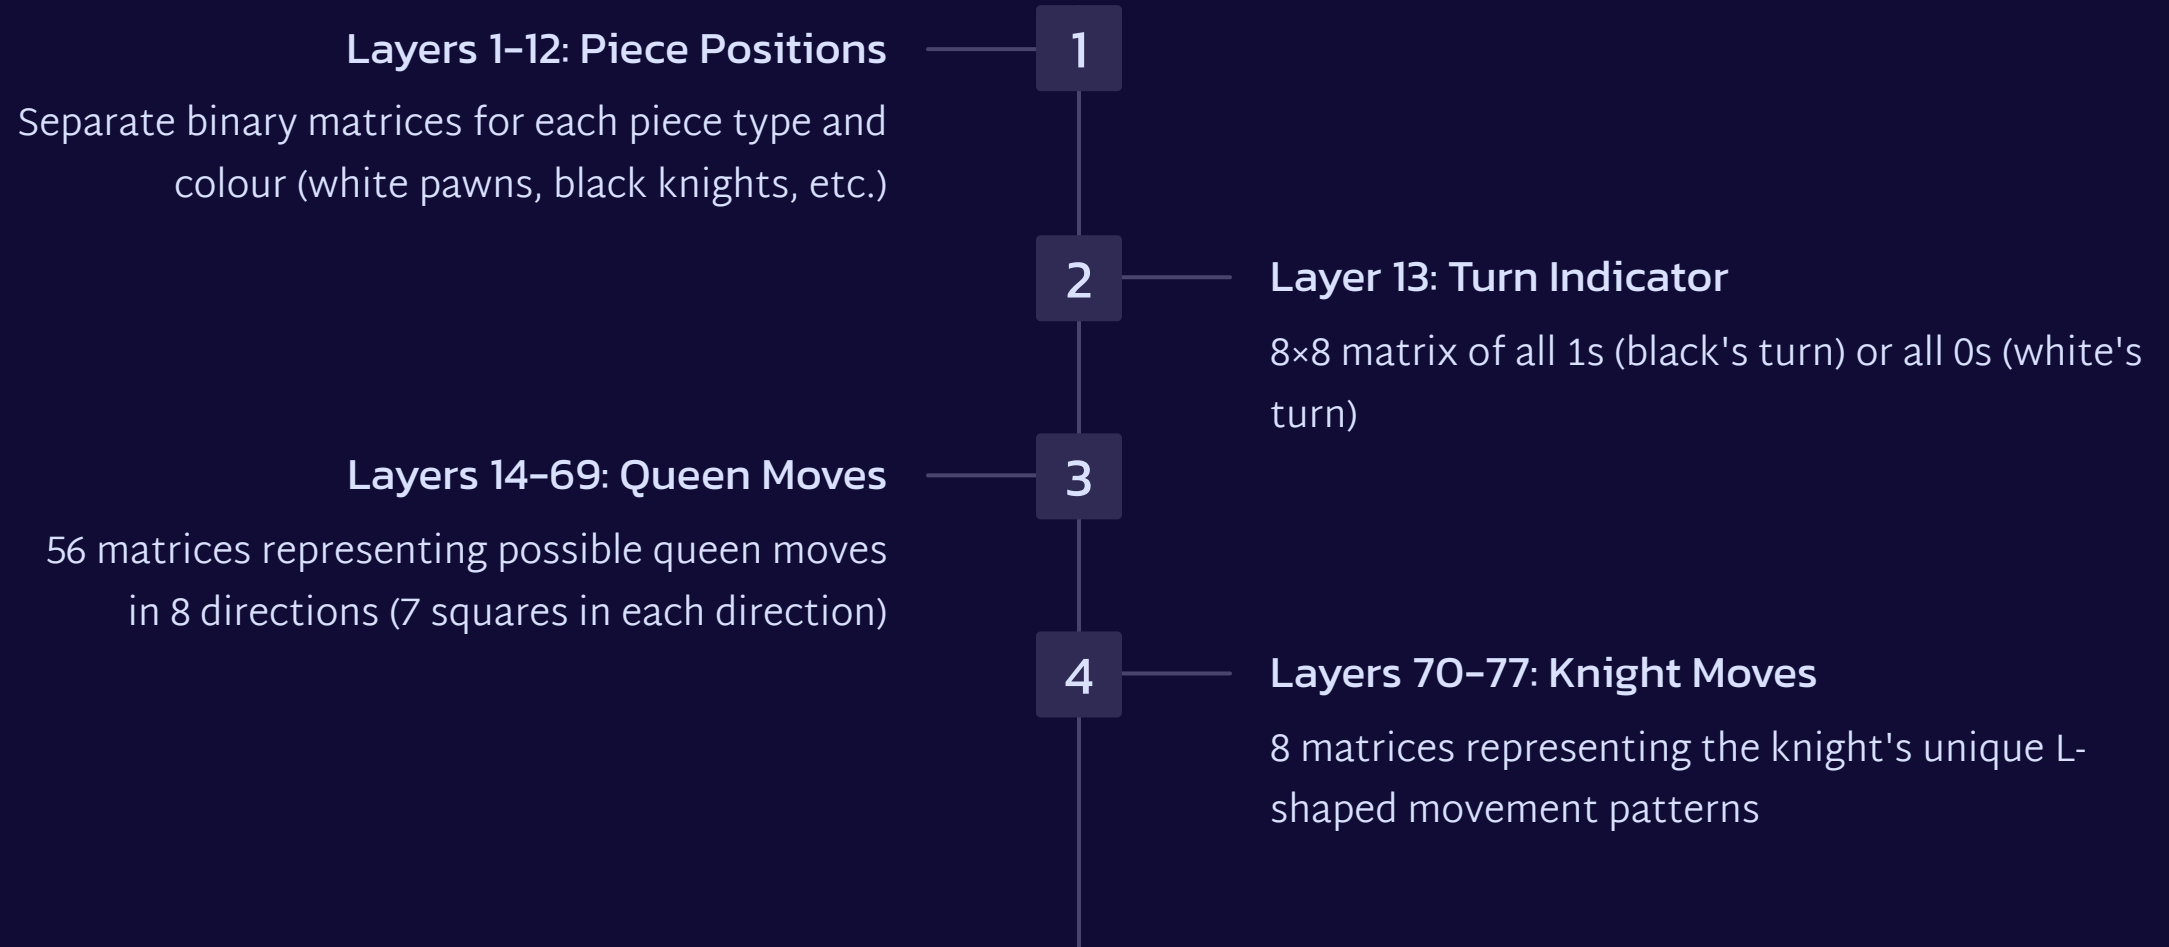 1
Layers 1-12: Piece Positions
Separate binary matrices for each piece type and
colour (white pawns, black knights, etc.)
2
Layer 13: Turn Indicator
8×8 matrix of all 1s (black's turn) or all 0s (white's
turn)
3
Layers 14-69: Queen Moves
56 matrices representing possible queen moves
in 8 directions (7 squares in each direction)
4
Layers 70-77: Knight Moves
8 matrices representing the knight's unique L-
shaped movement patterns